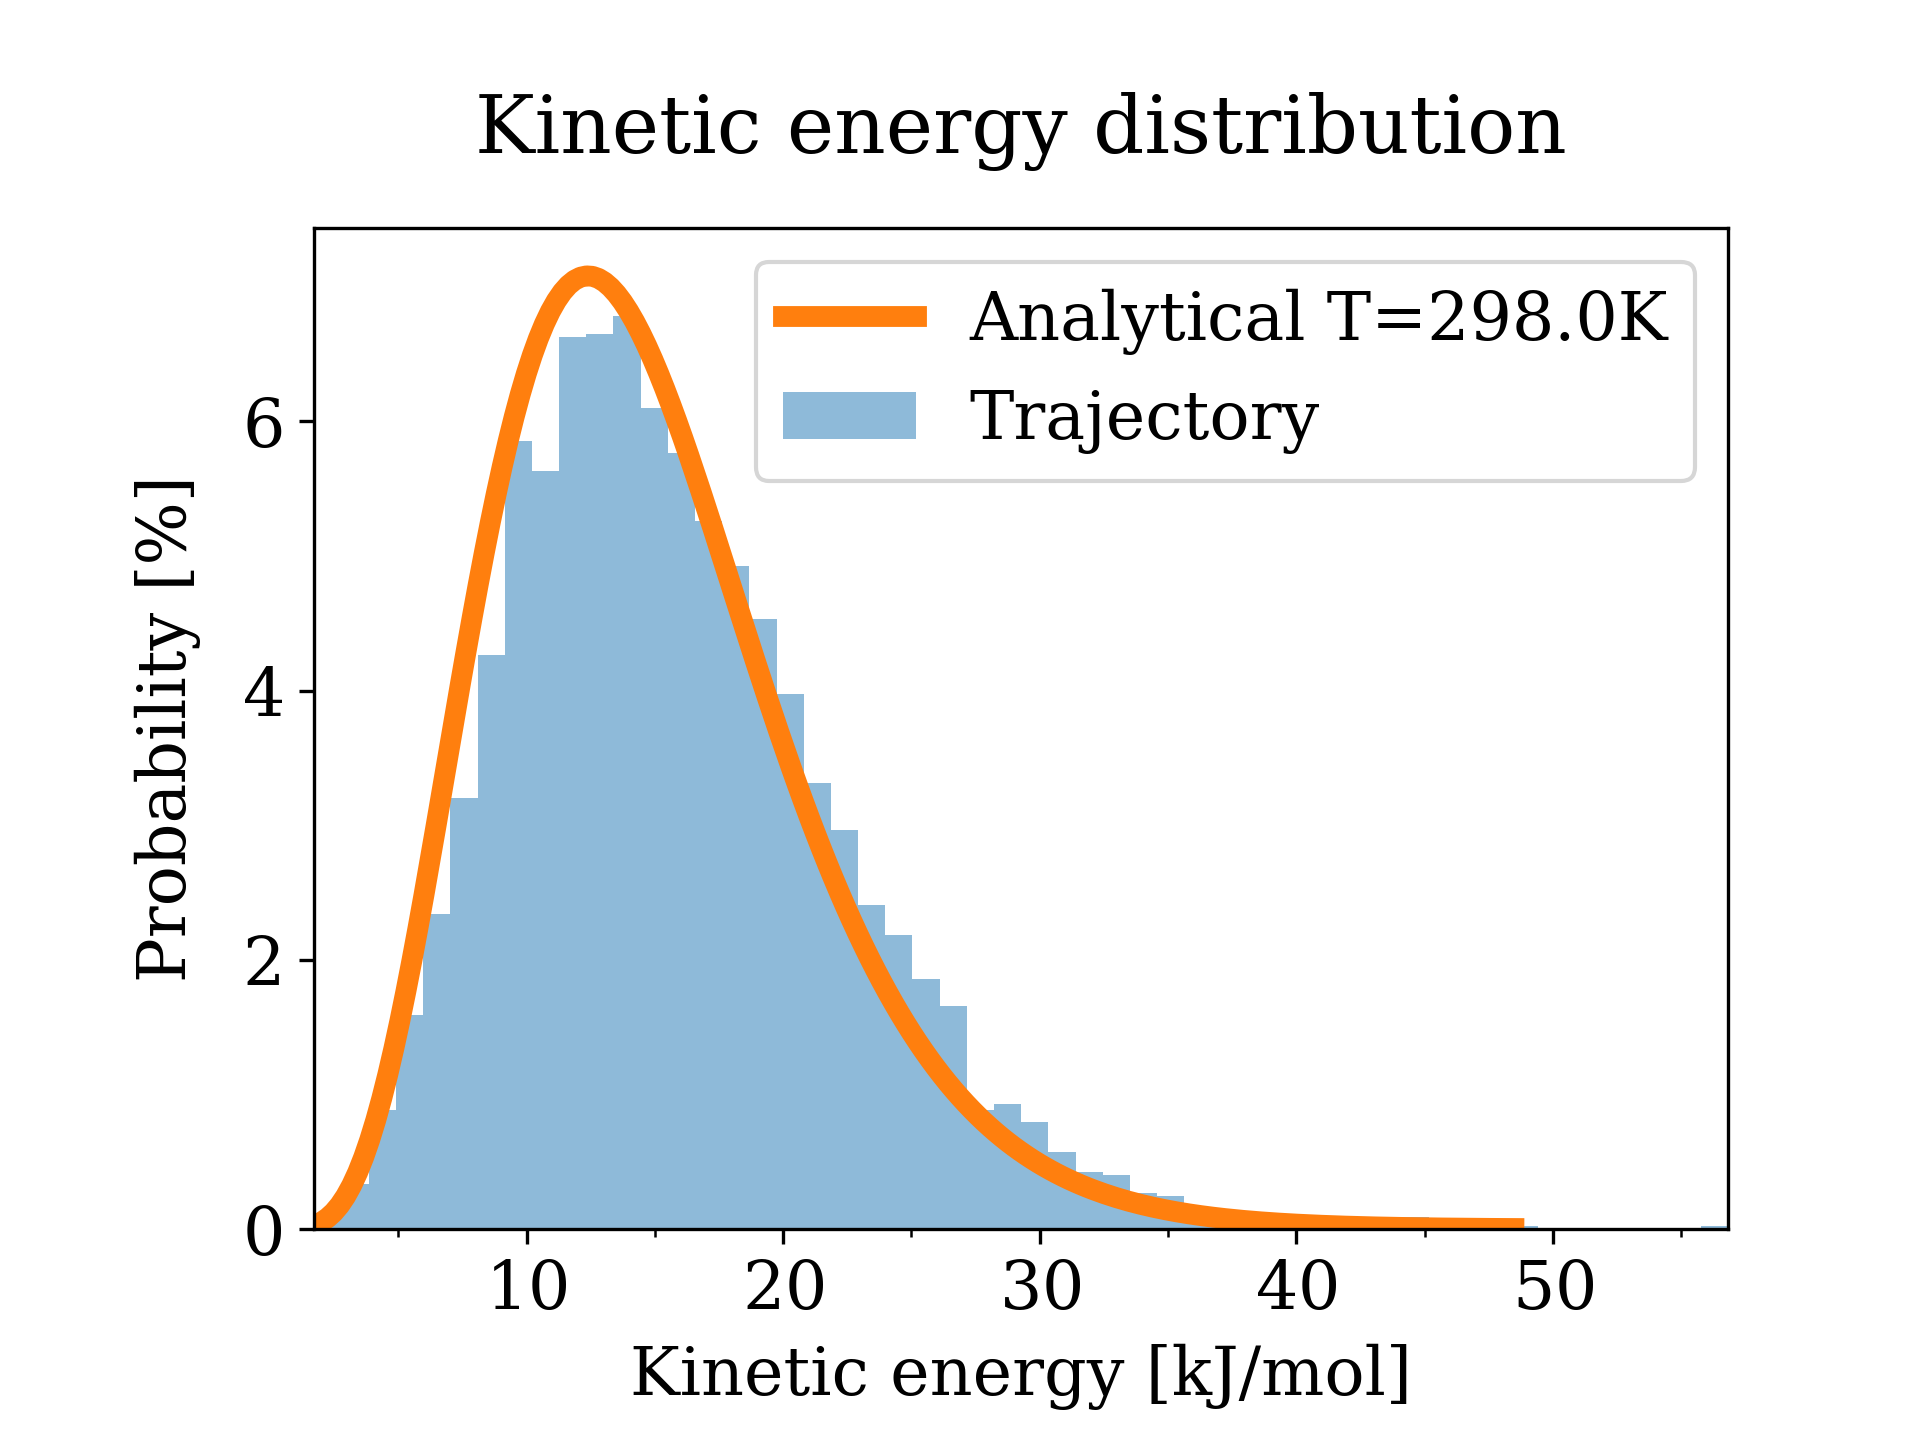 Kinetic energy distribution
Analytical T=298.0K
Trajectory
Probability [%]
6
4
2
0
10 20 30 40 50
Kinetic energy [kJ/mol]